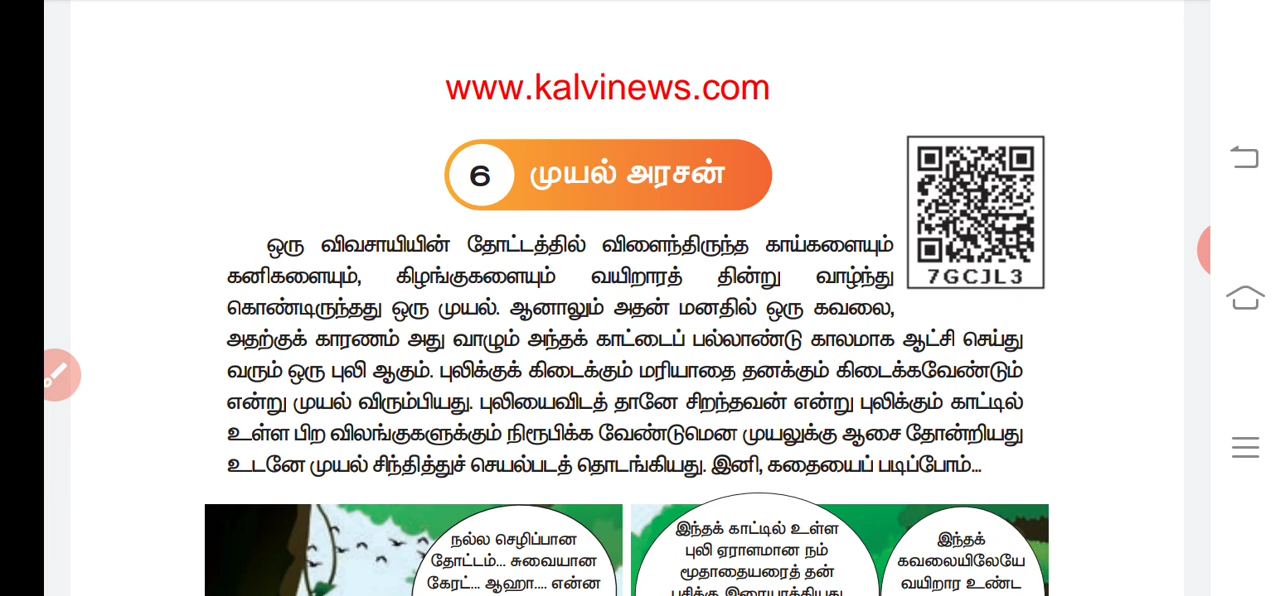 www.kalvinews.com
6 முயல் அரசன்
7GCJL3
ஒரு விவசாயியின் தோட்டத்தில் விளைந்திருந்த காய்களையும்
கனிகளையும், கிழங்குகளையும் வயிறாரத் தின்று வாழ்ந்து
கொண்டிருந்தது ஒரு முயல். ஆனாலும் அதன் மனதில் ஒரு கவலை,
அதற்குக் காரணம் அது வாழும் அந்தக் காட்டைப் பல்லாண்டு காலமாக ஆட்சி செய்து
வரும் ஒரு புலி ஆகும். புலிக்குக் கிடைக்கும் மரியாதை தனக்கும் கிடைக்கவேண்டும்
என்று முயல் விரும்பியது. புலியைவிடத் தானே சிறந்தவன் என்று புலிக்கும் காட்டில்
உள்ள பிற விலங்குகளுக்கும் நிரூபிக்க வேண்டுமென முயலுக்கு ஆசை தோன்றியது
உடனே முயல் சிந்தித்துச் செயல்படத் தொடங்கியது. இனி, கதையைப் படிப்போம்...
நல்ல செழிப்பான
தோட்டம்... சுவையான
கேரட்... ஆஹா.... என்ன
இந்தக் காட்டில் உள்ள
புலி ஏராளமான நம்
மூதாதையரைத் தன்
பசிக்கு இரையாக்கியது
இந்தக்
கவலையிலேயே
வயிறார உண்ட